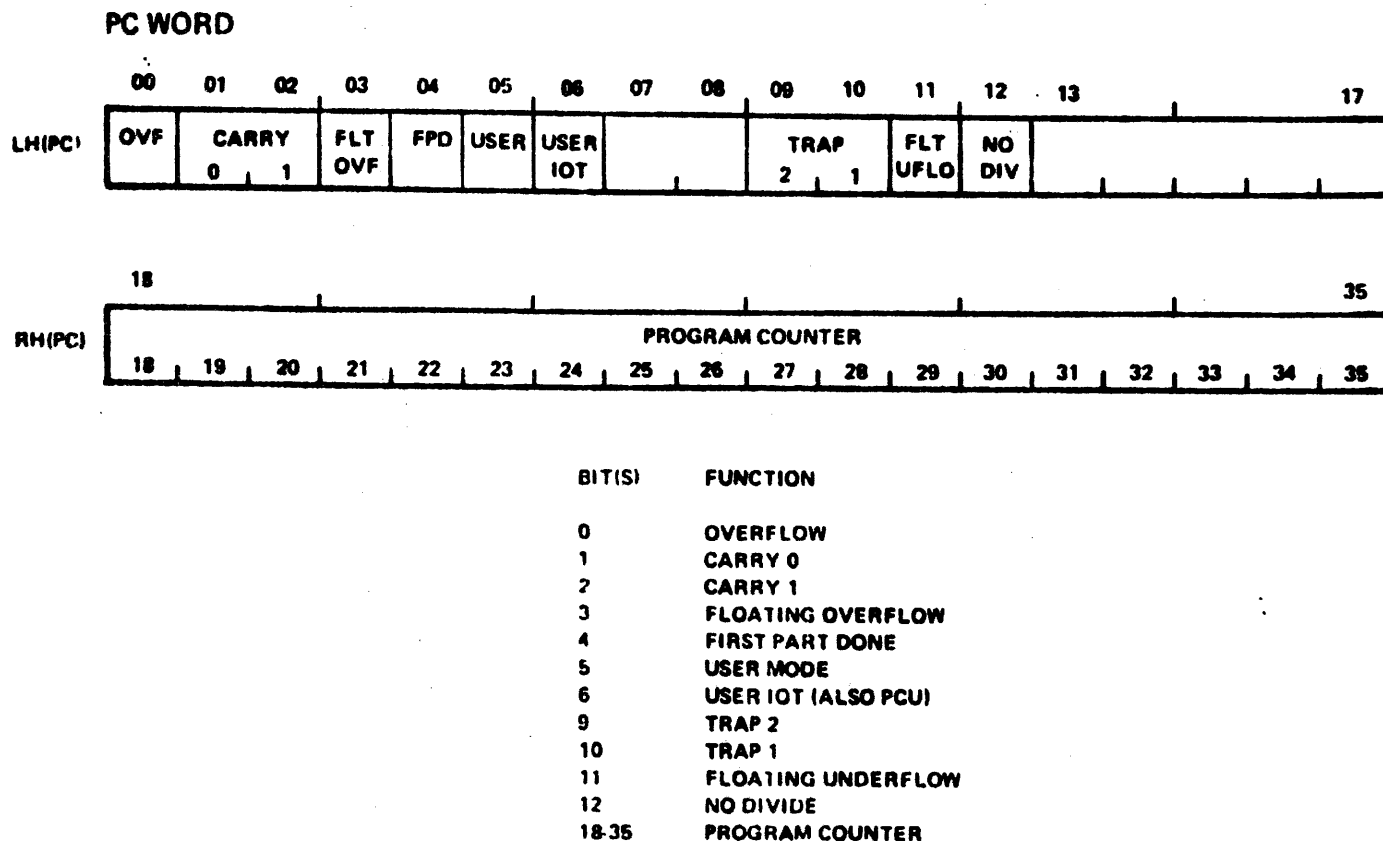 PC WORD
00 01 02 03 04 05 06 07 08 09 10 11 12 13 17
LH(PC) OVF CARRY FLT FPD USER USER TRAP FLT NO
0 1 OVF IOT 2 1 UFLO DIV
18 35
RH(PC) PROGRAM COUNTER
18 19 20 21 22 23 24 25 26 27 28 29 30 31 32 33 34 35
BIT(S) FUNCTION
0 OVERFLOW
1 CARRY 0
2 CARRY 1
3 FLOATING OVERFLOW
4 FIRST PART DONE
5 USER MODE
6 USER IOT (ALSO PCU)
9 TRAP 2
10 TRAP 1
11 FLOATING UNDERFLOW
12 NO DIVIDE
18-35 PROGRAM COUNTER